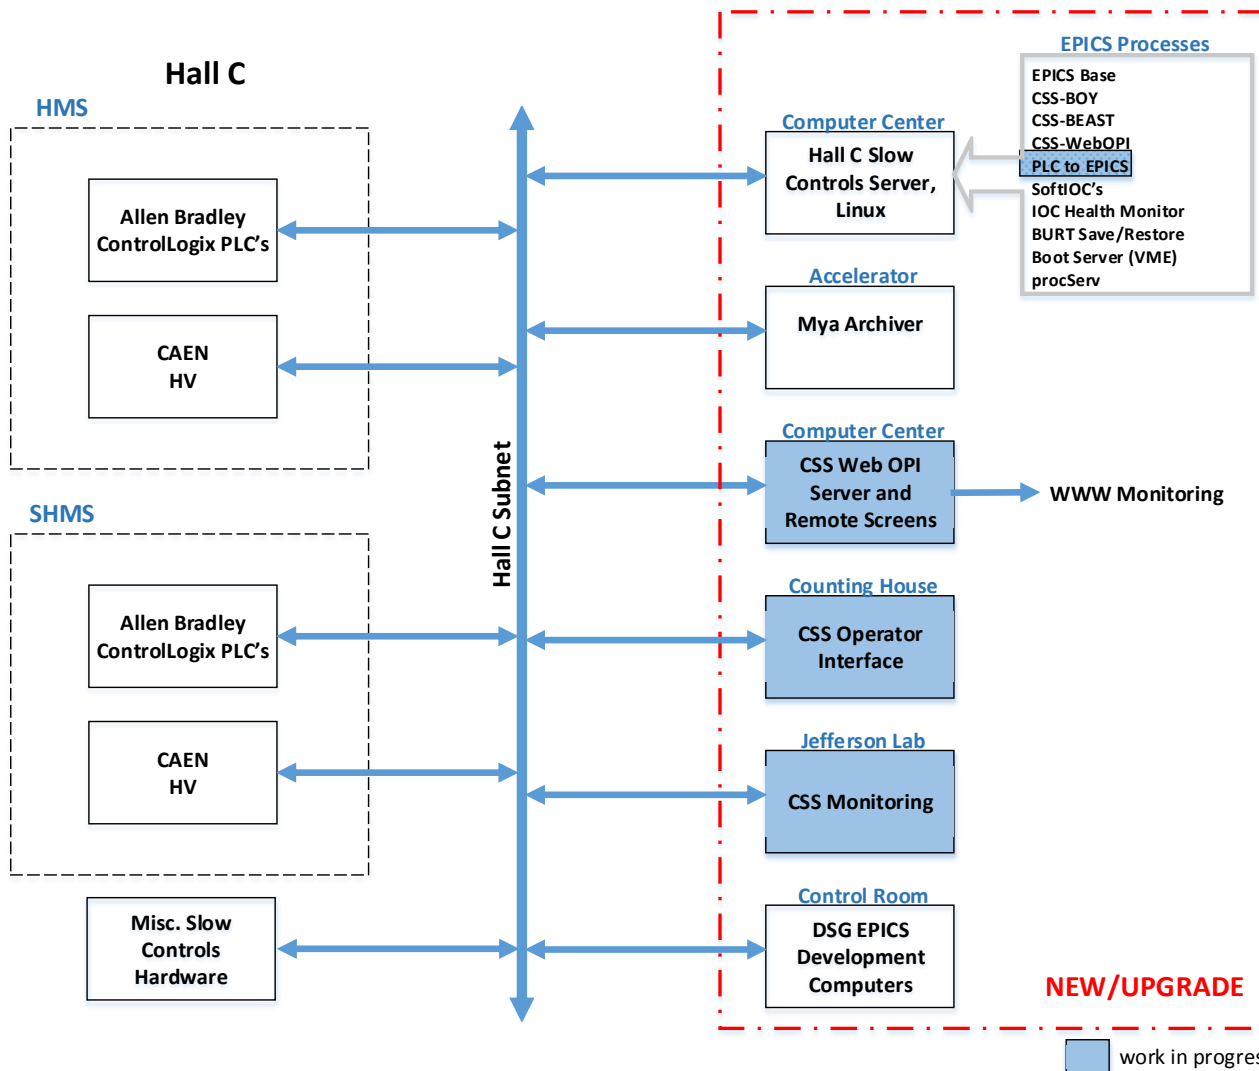 Hall C
HMS
Allen Bradley
ControlLogix PLC's
CAEN
HV
SHMS
Allen Bradley
ControlLogix PLC's
CAEN
HV
Misc. Slow
Controls
Hardware
Hall C Subnet
EPICS Processes
EPICS Base
CSS-BOY
CSS-BEAST
CSS-WebOPI
PLC to EPICS
SoftIOC's
IOC Health Monitor
BURT Save/Restore
Boot Server (VME)
procServ
Computer Center
Hall C Slow
Controls Server,
Linux
Accelerator
Mya Archiver
Computer Center
CSS Web OPI
Server and
Remote Screens
WWW Monitoring
Counting House
CSS Operator
Interface
Jefferson Lab
CSS Monitoring
Control Room
DSG EPICS
Development
Computers
NEW/UPGRADE
work in progres